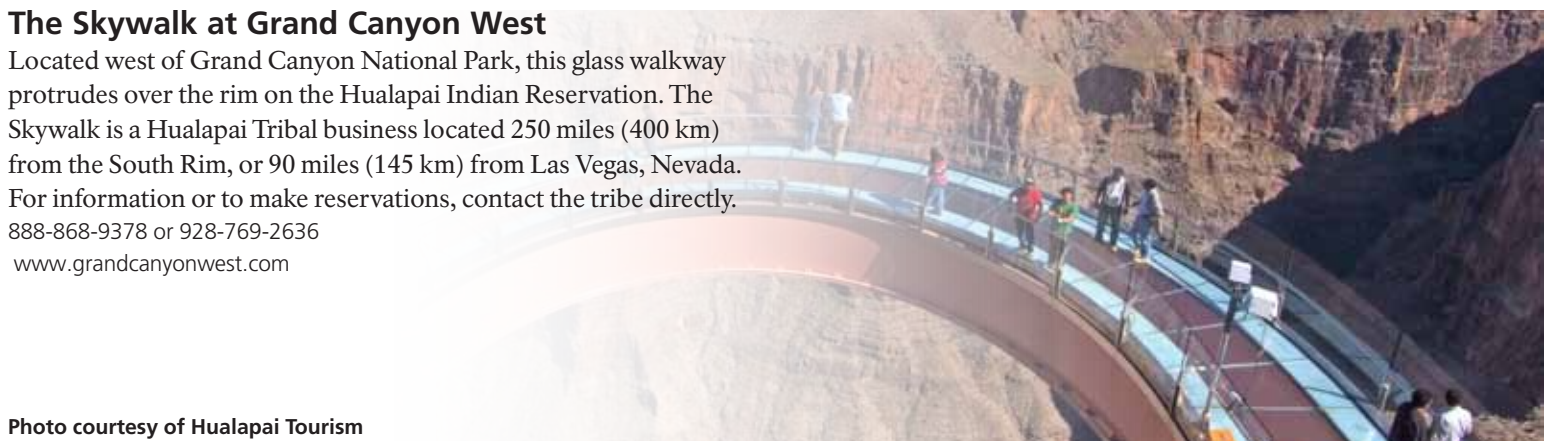 The Skywalk at Grand Canyon West
Located west of Grand Canyon National Park, this glass walkway
protrudes over the rim on the Hualapai Indian Reservation. The
Skywalk is a Hualapai Tribal business located 250 miles (400 km)
from the South Rim, or 90 miles (145 km) from Las Vegas, Nevada.
For information or to make reservations, contact the tribe directly.
888-868-9378 or 928-769-2636
www.grandcanyonwest.com
Photo courtesy of Hualapai Tourism